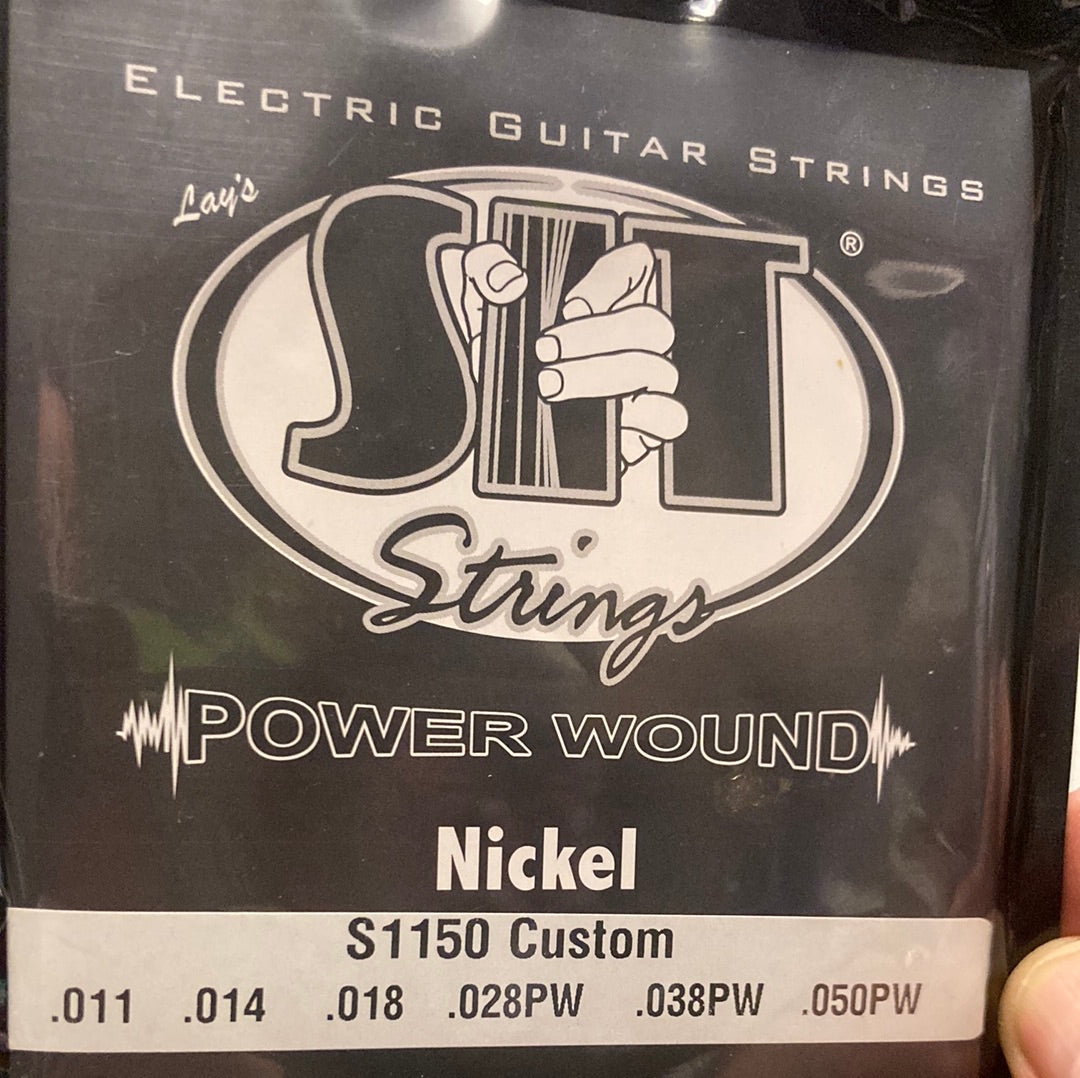 ELECTRIC GUITAR STRINGS
Lay's
SIT
®
Strings
POWER WOUND
Nickel
S1150 Custom
.011 .014 .018 .028PW .038PW .050PW